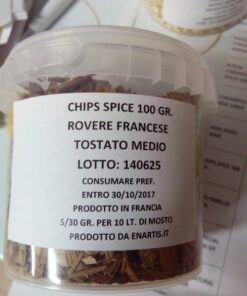 CHIPS SPICE 100 GR.
ROVERE FRANCESE
TOSTATO MEDIO
LOTTO: 140625
CONSUMARE PREF.
ENTRO 30/10/2017
PRODOTTO IN FRANCIA
5/30 GR. PER 10 LT. DI MOSTO
PRODOTTO DA ENARTIS.IT